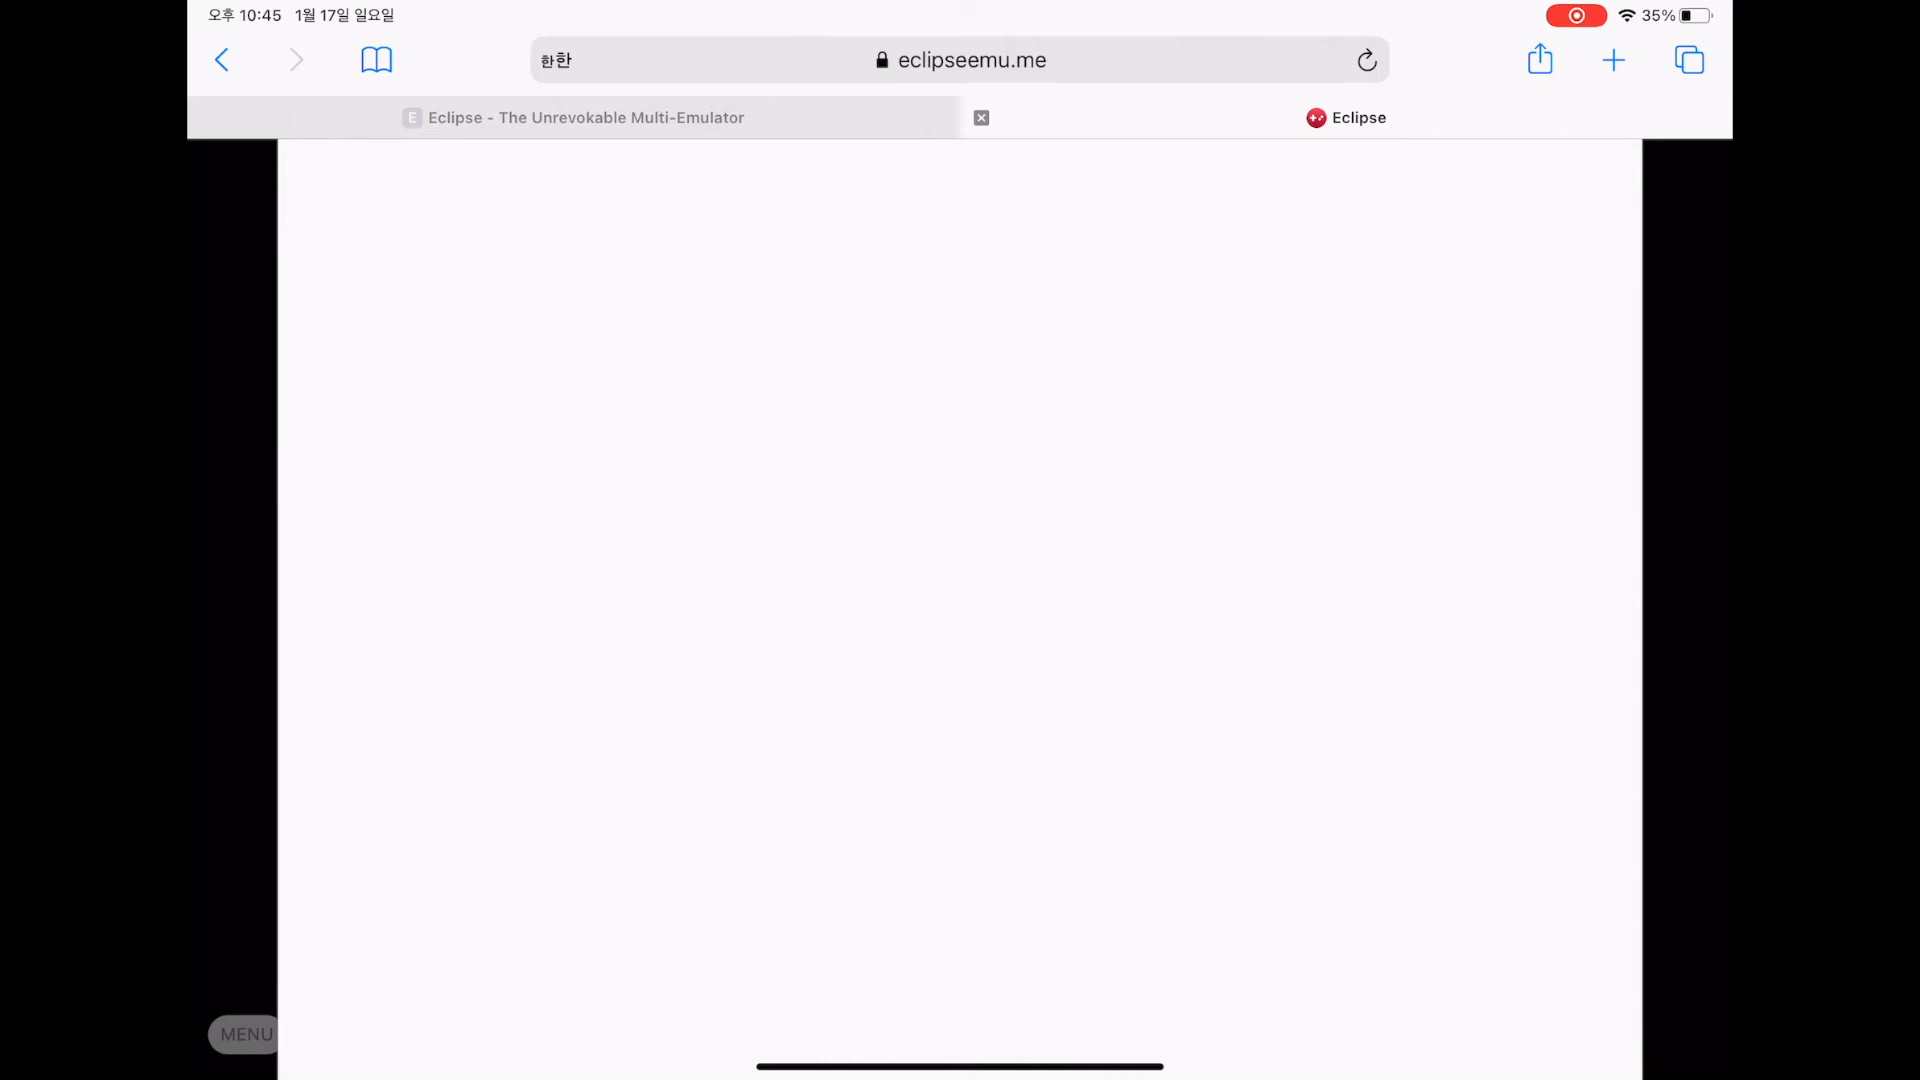 오후 10:45 1월 17일 일요일
35%
한한
eclipseemu.me
E Eclipse - The Unrevokable Multi-Emulator
Eclipse
MENU